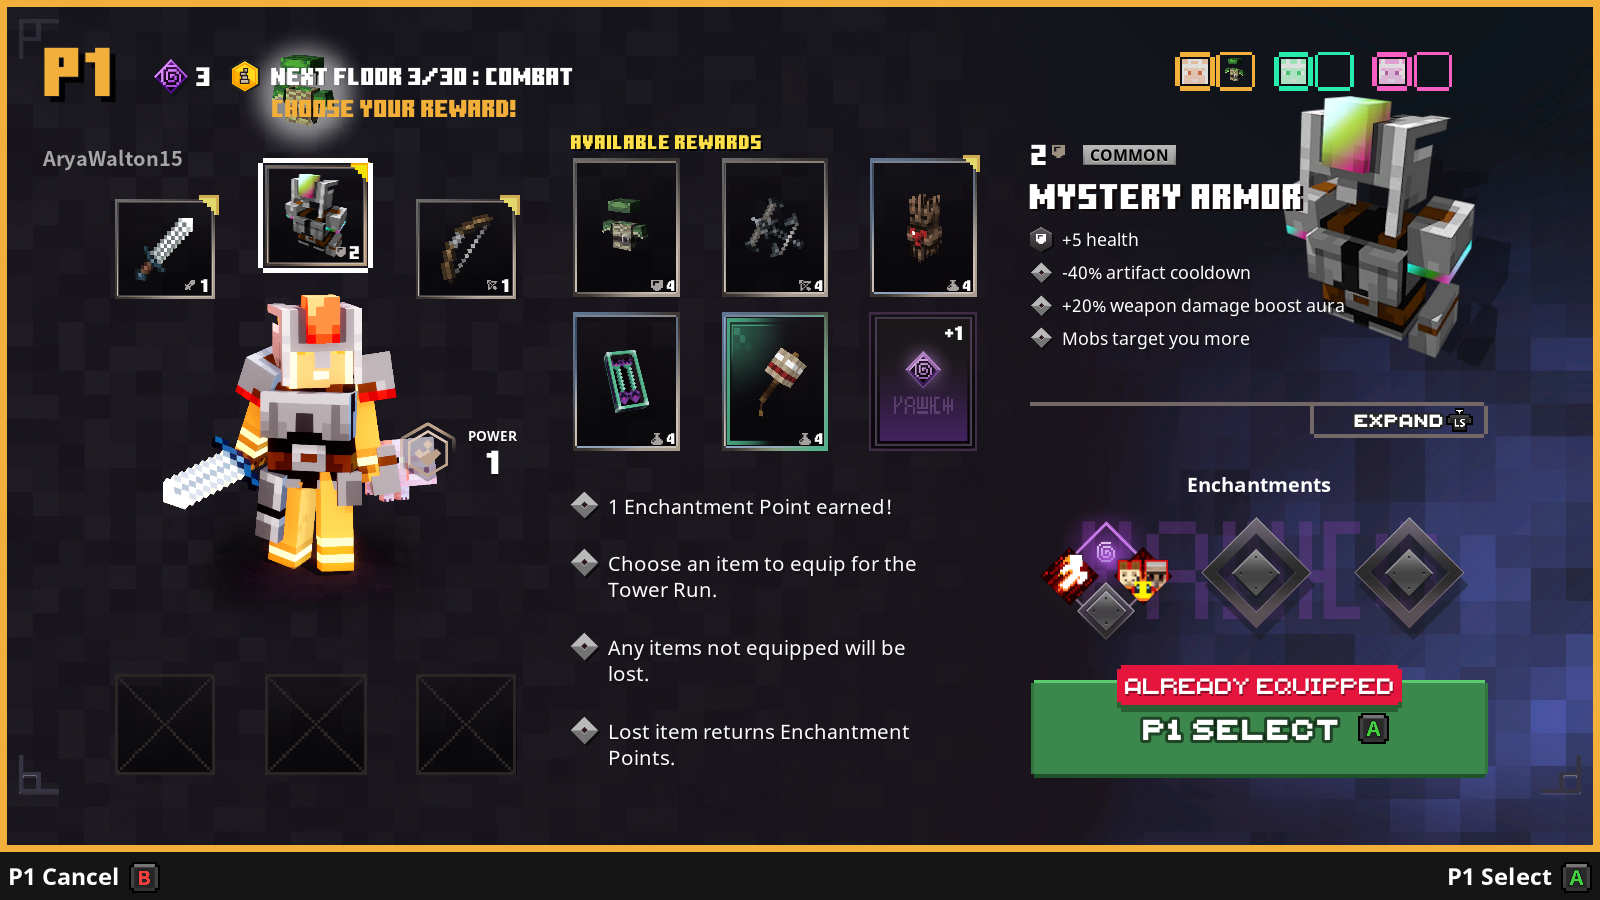 P1
3
NEXT FLOOR 3/30 : COMBAT
CHOOSE YOUR REWARD!
AryaWalton15
1
2
1
POWER
1
AVAILABLE REWARDS
4
4
4
4
4
+1
1 Enchantment Point earned!
Choose an item to equip for the
Tower Run.
Any items not equipped will be
lost.
Lost item returns Enchantment
Points.
2
COMMON
MYSTERY ARMOR
+5 health
-40% artifact cooldown
+20% weapon damage boost aura
Mobs target you more
EXPAND LS
Enchantments
ALREADY EQUIPPED
P1 SELECT A
P1 Cancel B
P1 Select A